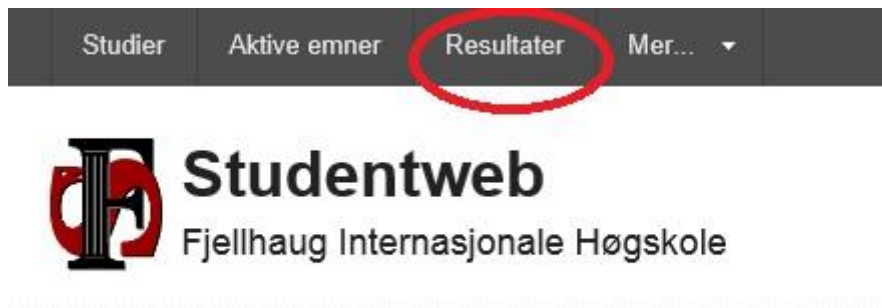 Studier Aktive emner Resultater Mer...
Studentweb
Fjellhaug Internasjonale Høgskole